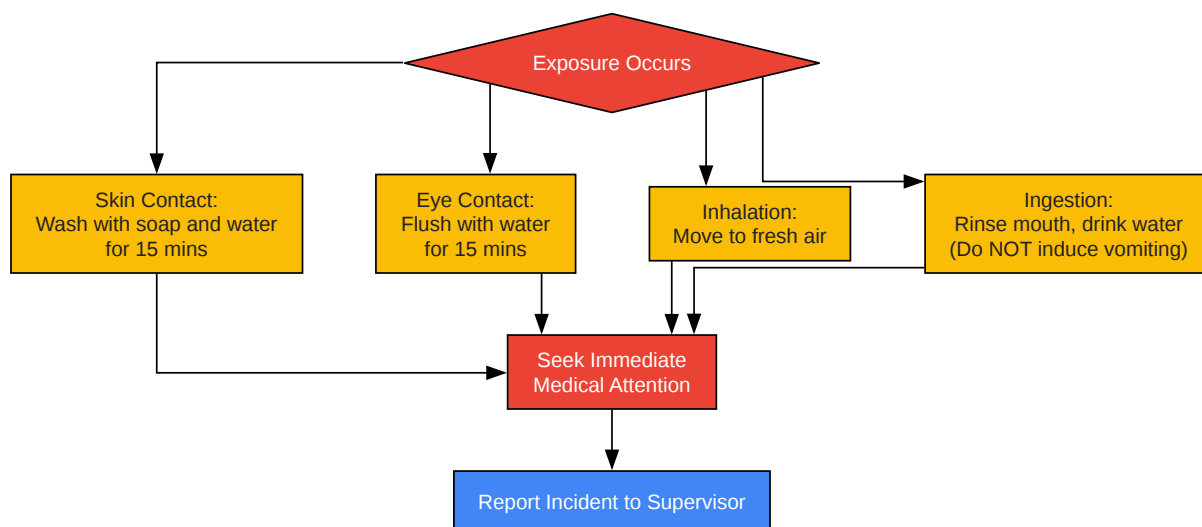 Exposure Occurs
Skin Contact:
Wash with soap and water
for 15 mins
Eye Contact:
Flush with water
for 15 mins
Inhalation:
Move to fresh air
Ingestion:
Rinse mouth, drink water
(Do NOT induce vomiting)
Seek Immediate
Medical Attention
Report Incident to Supervisor